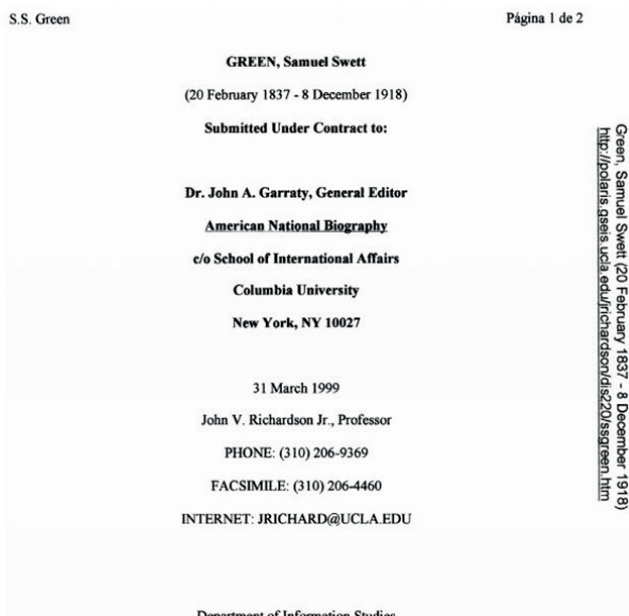 S.S. Green
Página 1 de 2
GREEN, Samuel Swett
(20 February 1837 - 8 December 1918)
Submitted Under Contract to:
Dr. John A. Garraty, General Editor
American National Biography
c/o School of International Affairs
Columbia University
New York, NY 10027
31 March 1999
John V. Richardson Jr., Professor
PHONE: (310) 206-9369
FACSIMILE: (310) 206-4460
INTERNET: JRICHARD@UCLA.EDU
Department of Information Studies
Green, Samuel Swett (20 February 1837 - 8 December 1918)
http://polaris.gseis.ucla.edu/jrichardson/dis220/ssgreen.htm